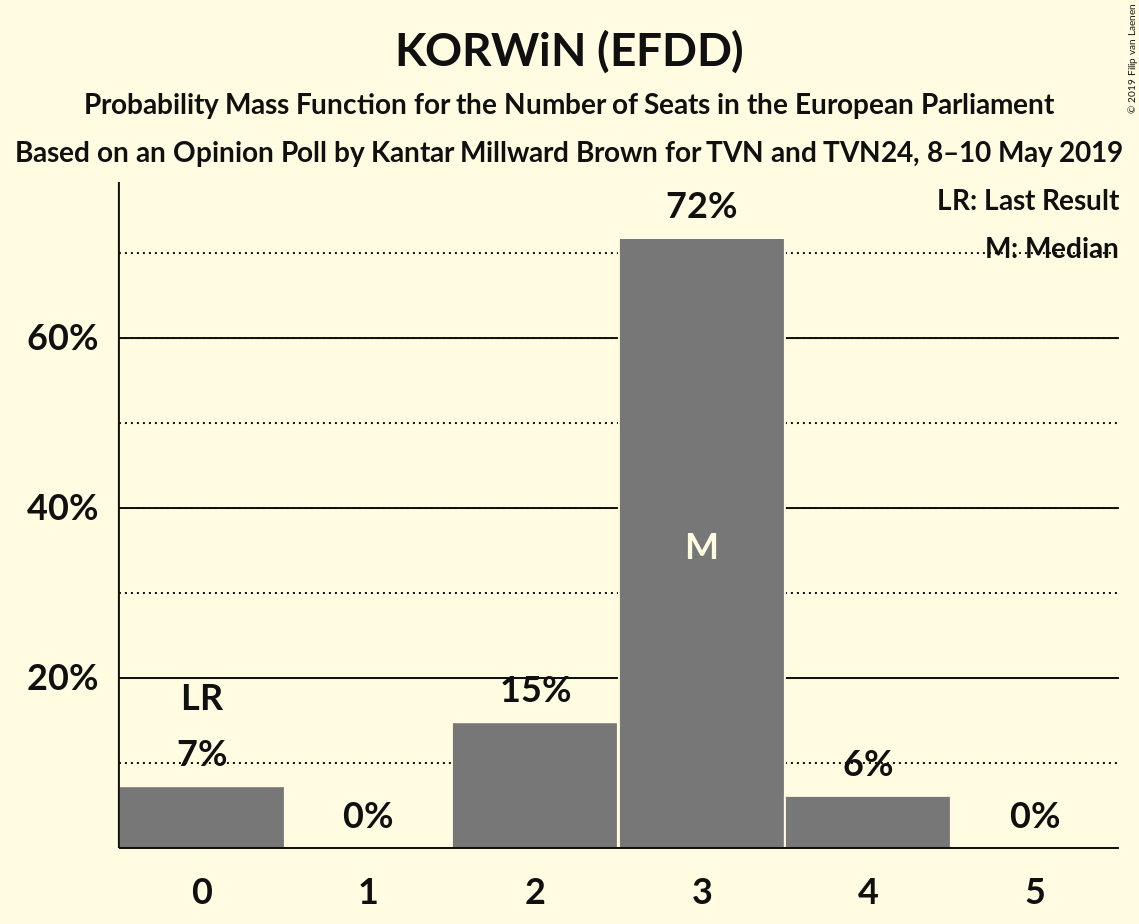 KORWiN (EFDD)
Probability Mass Function for the Number of Seats in the European Parliament
Based on an Opinion Poll by Kantar Millward Brown for TVN and TVN24, 8–10 May 2019
© 2019 Filip van Laenen
LR: Last Result
M: Median
72%
60%
40%
M
20%
LR
15%
7%
6%
0%
0%
0 1 2 3 4 5